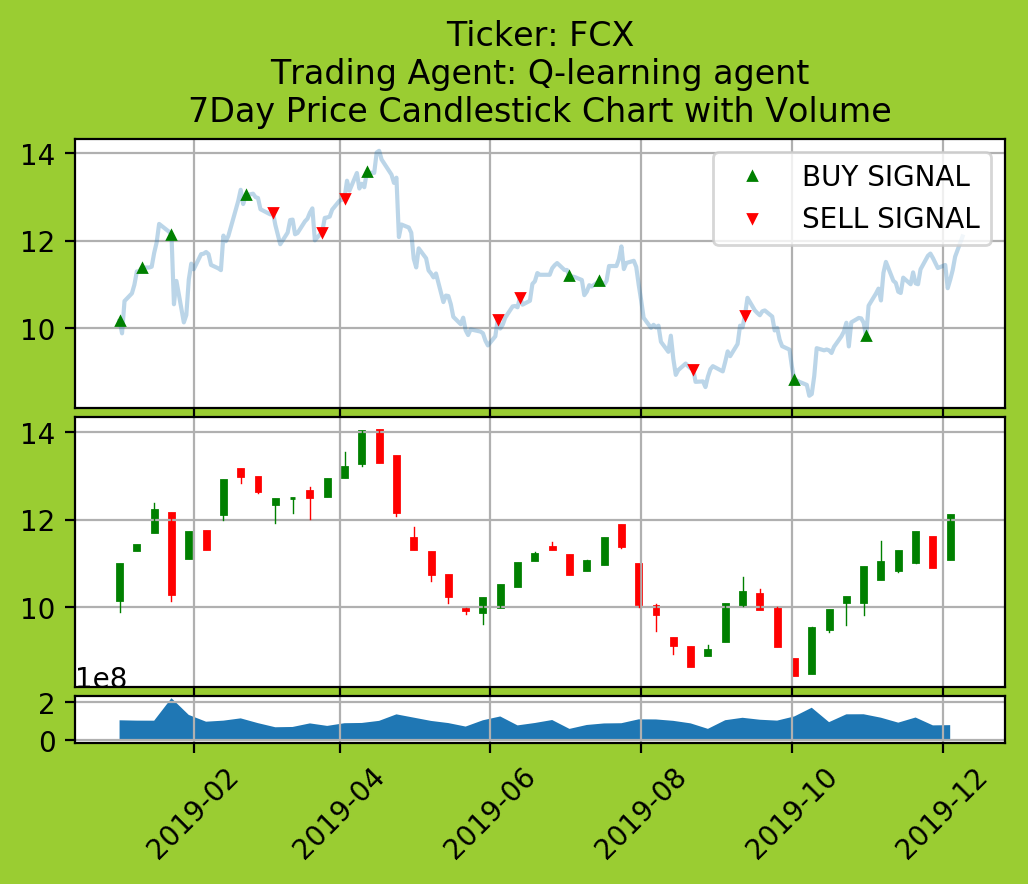 Ticker: FCX
Trading Agent: Q-learning agent
7Day Price Candlestick Chart with Volume
14
12
10
BUY SIGNAL
SELL SIGNAL
14
12
10
1e8
2
0
2019-02
2019-04
2019-06
2019-08
2019-10
2019-12